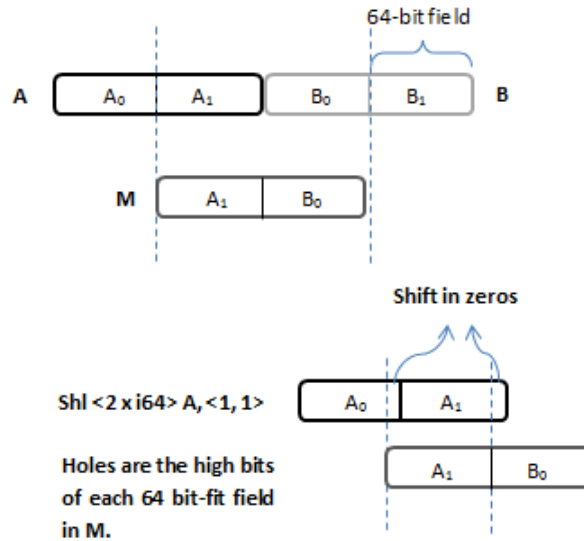 64-bit field
A A₀ A₁ B₀ B₁ B
M A₁ B₀
Shift in zeros
Shl <2 x i64> A, <1, 1> A₀ A₁
A₁ B₀
Holes are the high bits
of each 64 bit-fit field
in M.